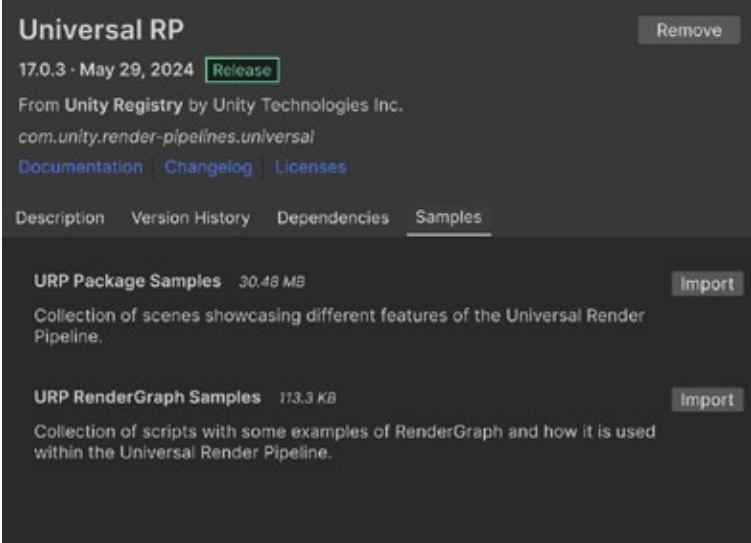 Universal RP
Remove
17.0.3 · May 29, 2024 Release
From Unity Registry by Unity Technologies Inc.
com.unity.render-pipelines.universal
Documentation Changelog Licenses
Description Version History Dependencies Samples
URP Package Samples 30.48 MB
Import
Collection of scenes showcasing different features of the Universal Render
Pipeline.
URP RenderGraph Samples 113.3 KB
Import
Collection of scripts with some examples of RenderGraph and how it is used
within the Universal Render Pipeline.